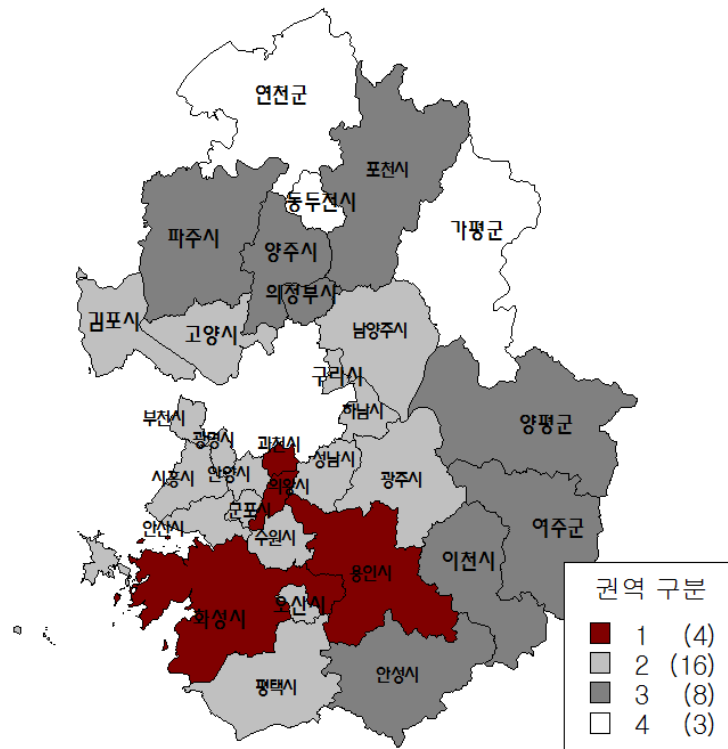 연천군
포천시
동두천시
가평군
파주시
양주시
의정부시
김포시
고양시
남양주시
구리시
하남시
양평군
부천시
광명시
과천시
성남시
시흥시
안양시
의왕시
광주시
군포시
여주군
안산시
수원시
이천시
용인시
화성시
오산시
안성시
평택시
권역 구분
1 (4)
2 (16)
3 (8)
4 (3)